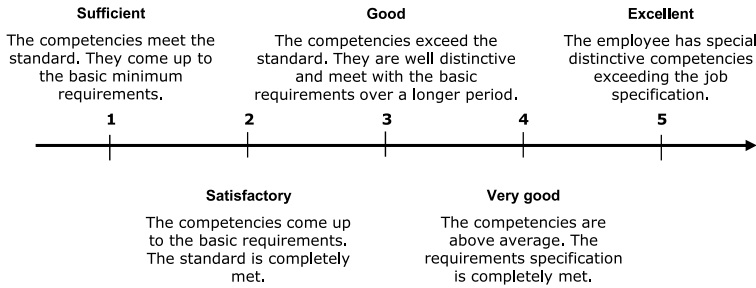 Sufficient
The competencies meet the
standard. They come up to
the basic minimum
requirements.
Good
The competencies exceed the
standard. They are well distinctive
and meet with the basic
requirements over a longer period.
Excellent
The employee has special
distinctive competencies
exceeding the job
specification.
1 2 3 4 5
Satisfactory
The competencies come up
to the basic requirements.
The standard is completely
met.
Very good
The competencies are
above average. The
requirements specification
is completely met.